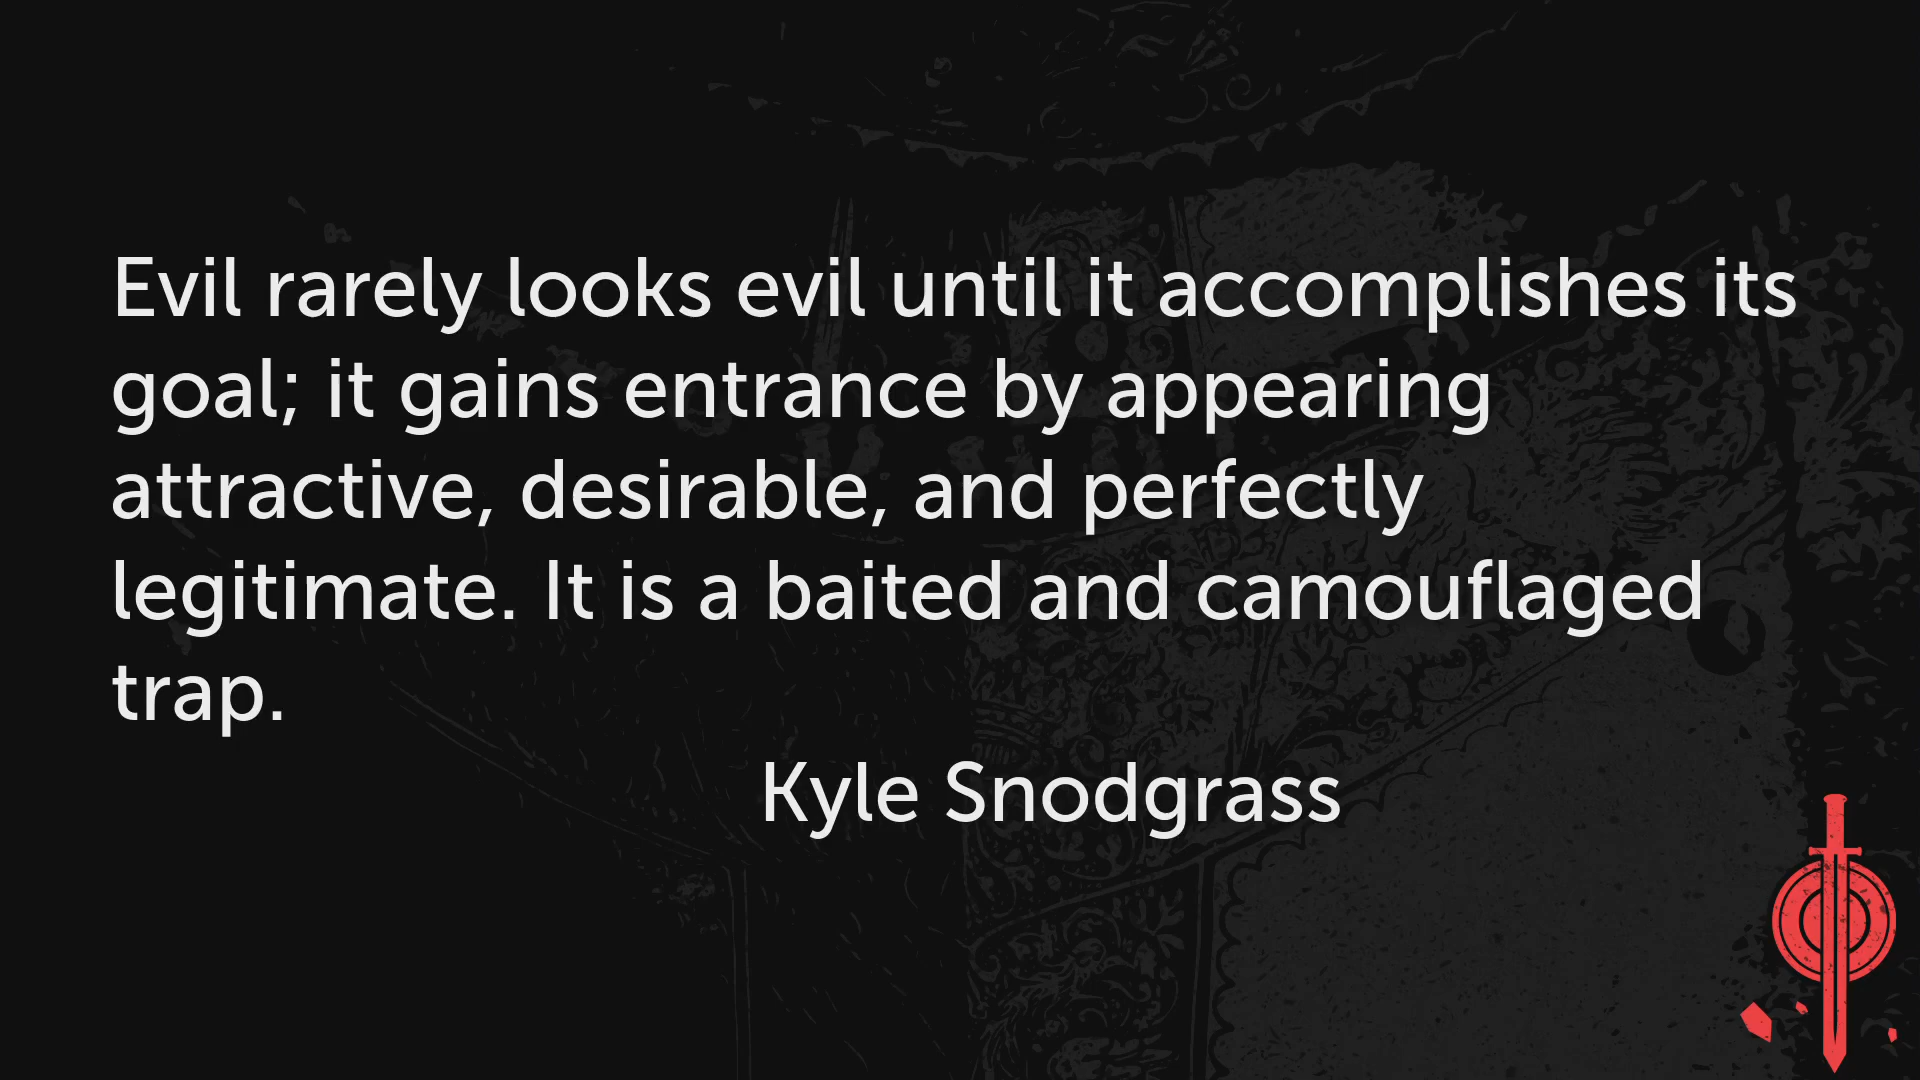 Evil rarely looks evil until it accomplishes its
goal; it gains entrance by appearing
attractive, desirable, and perfectly
legitimate. It is a baited and camouflaged
trap.
Kyle Snodgrass